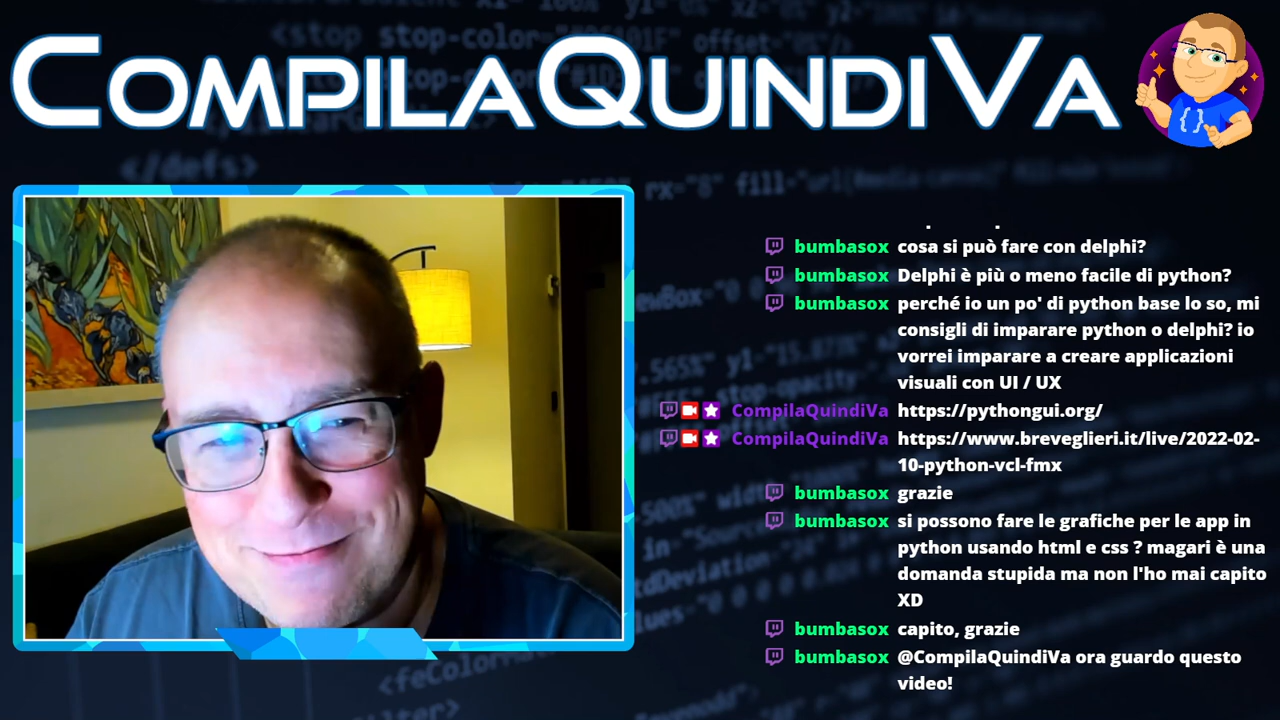 CompilaQuindiVa
{ }
bumbasox cosa si può fare con delphi?
bumbasox Delphi è più o meno facile di python?
bumbasox perché io un po' di python base lo so, mi
consigli di imparare python o delphi? io
vorrei imparare a creare applicazioni
visuali con UI / UX
CompilaQuindiVa https://pythongui.org/
CompilaQuindiVa https://www.breveglieri.it/live/2022-02-
10-python-vcl-fmx
bumbasox grazie
bumbasox si possono fare le grafiche per le app in
python usando html e css ? magari è una
domanda stupida ma non l'ho mai capito
XD
bumbasox capito, grazie
bumbasox @CompilaQuindiVa ora guardo questo
video!